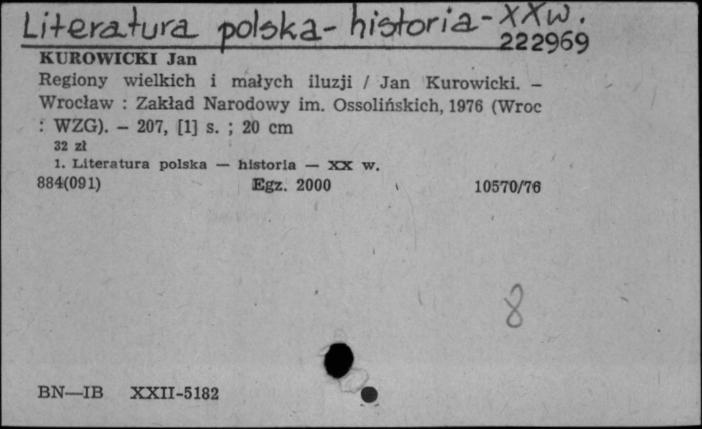 Literatura polska - historia - XX w.
222969
KUROWICKI Jan
Regiony wielkich i małych iluzji / Jan Kurowicki. –
Wrocław : Zakład Narodowy im. Ossolińskich, 1976 (Wroc
: WZG). – 207, [1] s. ; 20 cm
32 zł
1. Literatura polska — historia — XX w.
884(091) Egz. 2000 10570/76
8
BN—IB XXII-5182